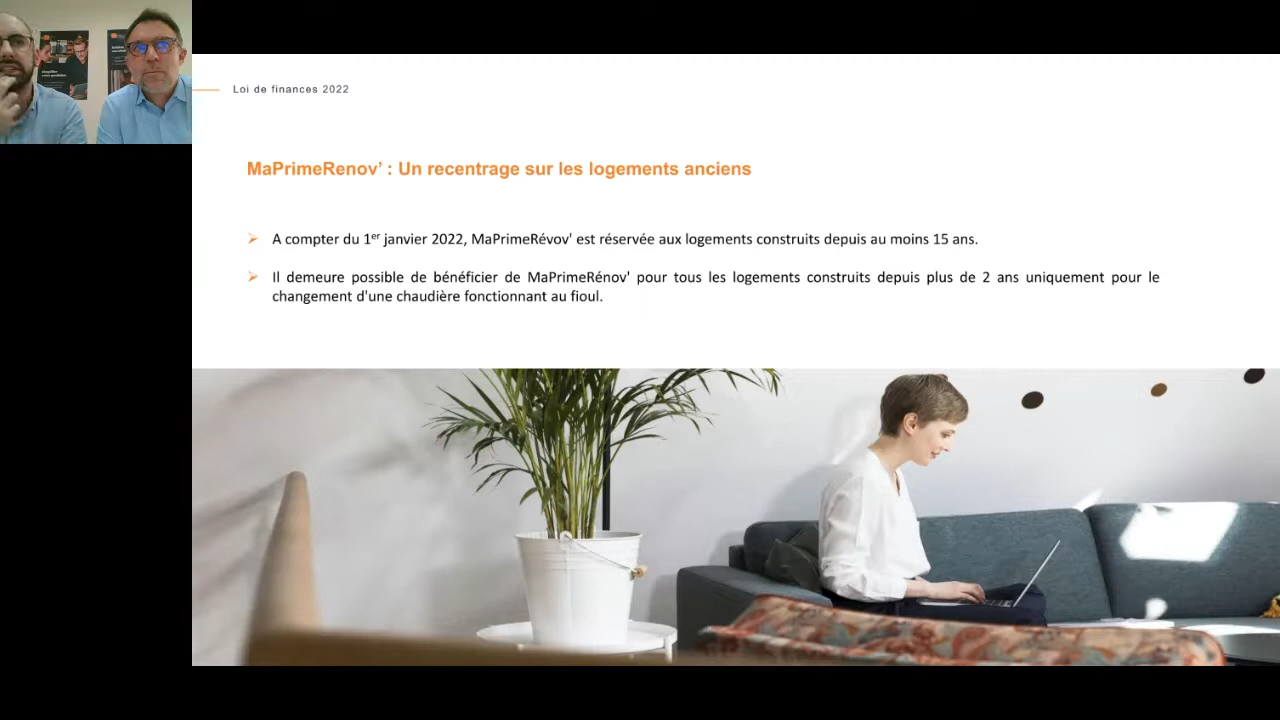 Loi de finances 2022
MaPrimeRenov’ : Un recentrage sur les logements anciens
A compter du 1er janvier 2022, MaPrimeRévov' est réservée aux logements construits depuis au moins 15 ans.
Il demeure possible de bénéficier de MaPrimeRénov' pour tous les logements construits depuis plus de 2 ans uniquement pour le
changement d'une chaudière fonctionnant au fioul.